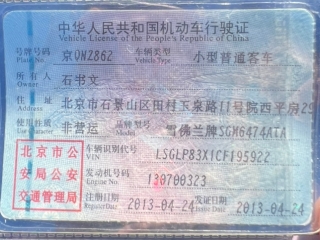 中华人民共和国机动车行驶证
Vehicle License of the People's Republic of China
号牌号码 京QN2862 车辆类型 小型普通客车
Plate No. Vehicle Type
所有人 石书文
Owner
住址 北京市石景山区田村玉泉路11号院西平房29
Address
使用性质 非营运 品牌型号 雪佛兰牌SGM6474ATA
Use Character Model
北京市公
安局公安
交通管理局
车辆识别代号 LSGLP83X1CF195922
VIN
发动机号码 130700323
Engine No.
注册日期 2013-04-24 发证日期 2013-04-24
Register Date Issue Date